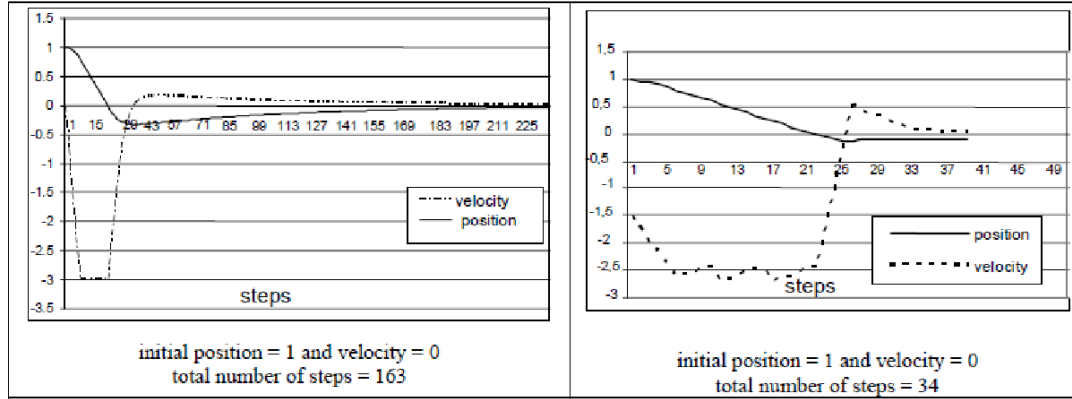 1.5
1
0.5
0
-0.5
-1
-1.5
-2
-2.5
-3
-3.5
1 15 29 43 57 71 85 99 113 127 141 155 169 183 197 211 225
velocity
position
steps
initial position = 1 and velocity = 0
total number of steps = 163
1,5
1
0,5
0
-0,5
-1
-1,5
-2
-2,5
-3
1 5 9 13 17 21 25 29 33 37 41 45 49
position
velocity
steps
initial position = 1 and velocity = 0
total number of steps = 34